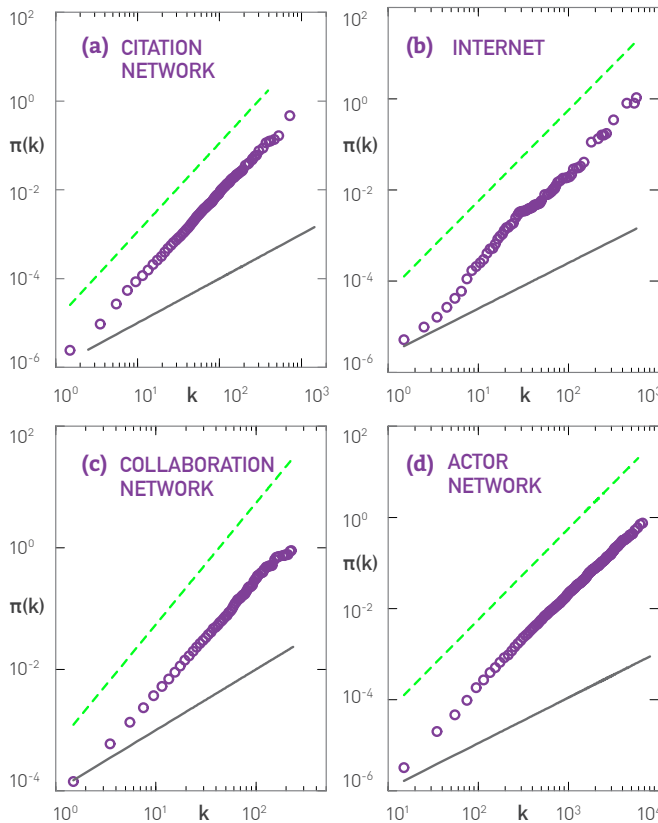 10² (a) CITATION NETWORK
10⁰
π(k)
10⁻²
10⁻⁴
10⁻⁶
10⁰ 10¹ k 10² 10³
10² (b) INTERNET
10⁰
π(k)
10⁻²
10⁻⁴
10⁻⁶
10⁰ 10¹ k 10² 10³
10² (c) COLLABORATION NETWORK
10⁰
π(k)
10⁻²
10⁻⁴
10⁰ 10¹ k 10²
10² (d) ACTOR NETWORK
10⁰
π(k)
10⁻²
10⁻⁴
10⁻⁶
10¹ 10² k 10³ 10⁴